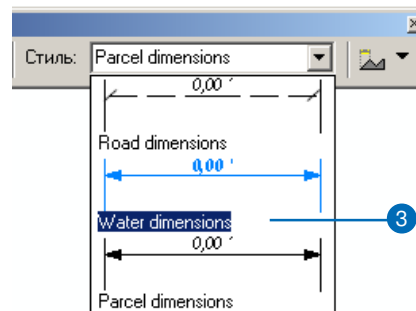 Стиль: Parcel dimensions
0,00 '
Road dimensions
0,00 '
Water dimensions
3
0,00 '
Parcel dimensions